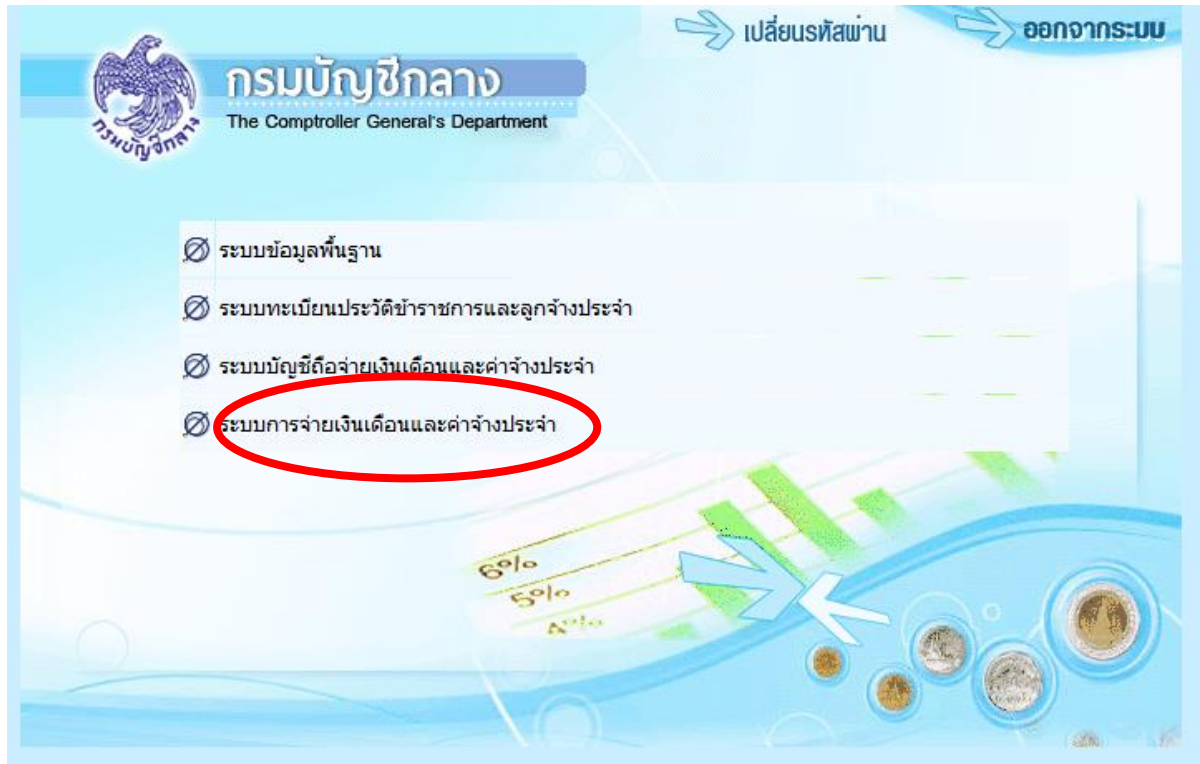 เปลี่ยนรหัสผ่าน
ออกจากระบบ
กรมบัญชีกลาง
The Comptroller General's Department
กรมบัญชีกลาง
ระบบข้อมูลพื้นฐาน
ระบบทะเบียนประวัติข้าราชการและลูกจ้างประจำ
ระบบบัญชีถือจ่ายเงินเดือนและค่าจ้างประจำ
ระบบการจ่ายเงินเดือนและค่าจ้างประจำ
6%
5%
4%